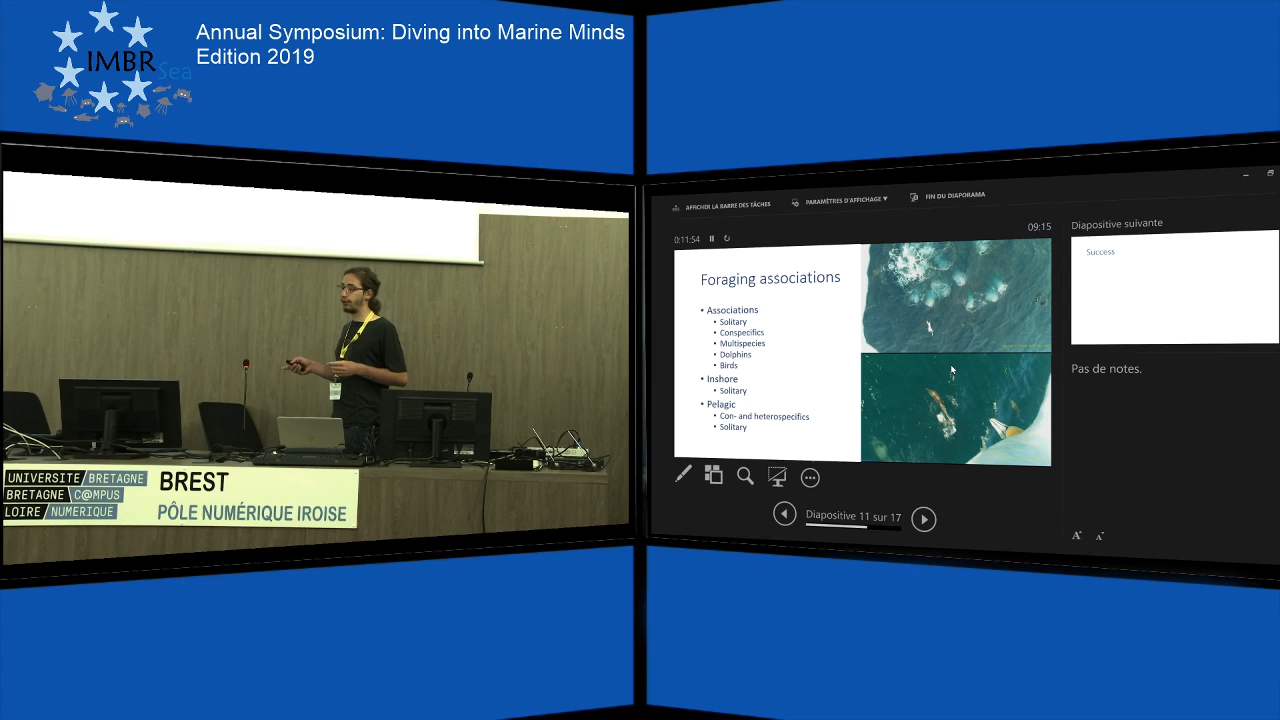 Annual Symposium: Diving into Marine Minds
Edition 2019
IMBRSea
UNIVERSITE/BRETAGNE
BRETAGNE\C@MPUS
LOIRE/NUMERIQUE
BREST
PÔLE NUMÉRIQUE IROISE
AFFICHER LA BARRE DES TÂCHES
PARAMÈTRES D'AFFICHAGE
FIN DU DIAPORAMA
0:11:54
09:15
Foraging associations
• Associations
• Solitary
• Conspecifics
• Multispecies
• Dolphins
• Birds
• Inshore
• Solitary
• Pelagic
• Con- and heterospecifics
• Solitary
Diapositive 11 sur 17
Diapositive suivante
Success
Pas de notes.
A A